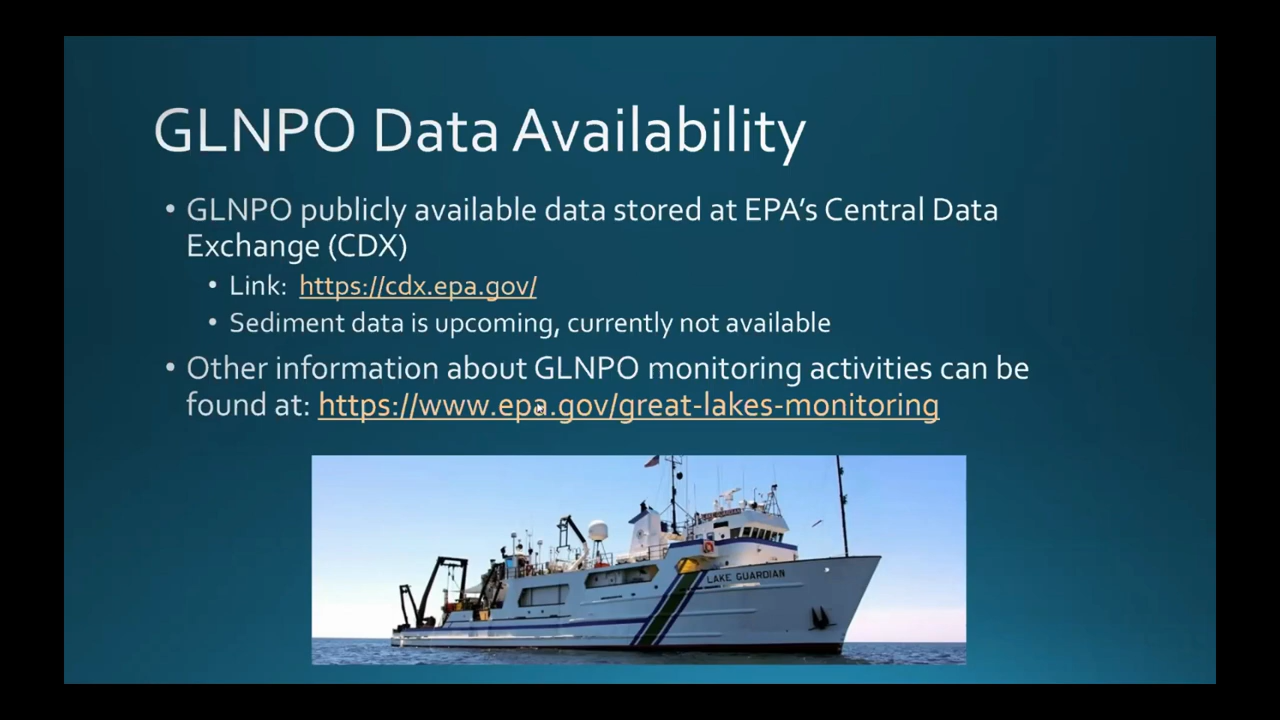 GLNPO Data Availability
• GLNPO publicly available data stored at EPA's Central Data
Exchange (CDX)
• Link: https://cdx.epa.gov/
• Sediment data is upcoming, currently not available
• Other information about GLNPO monitoring activities can be
found at: https://www.epa.gov/great-lakes-monitoring
LAKE GUARDIAN